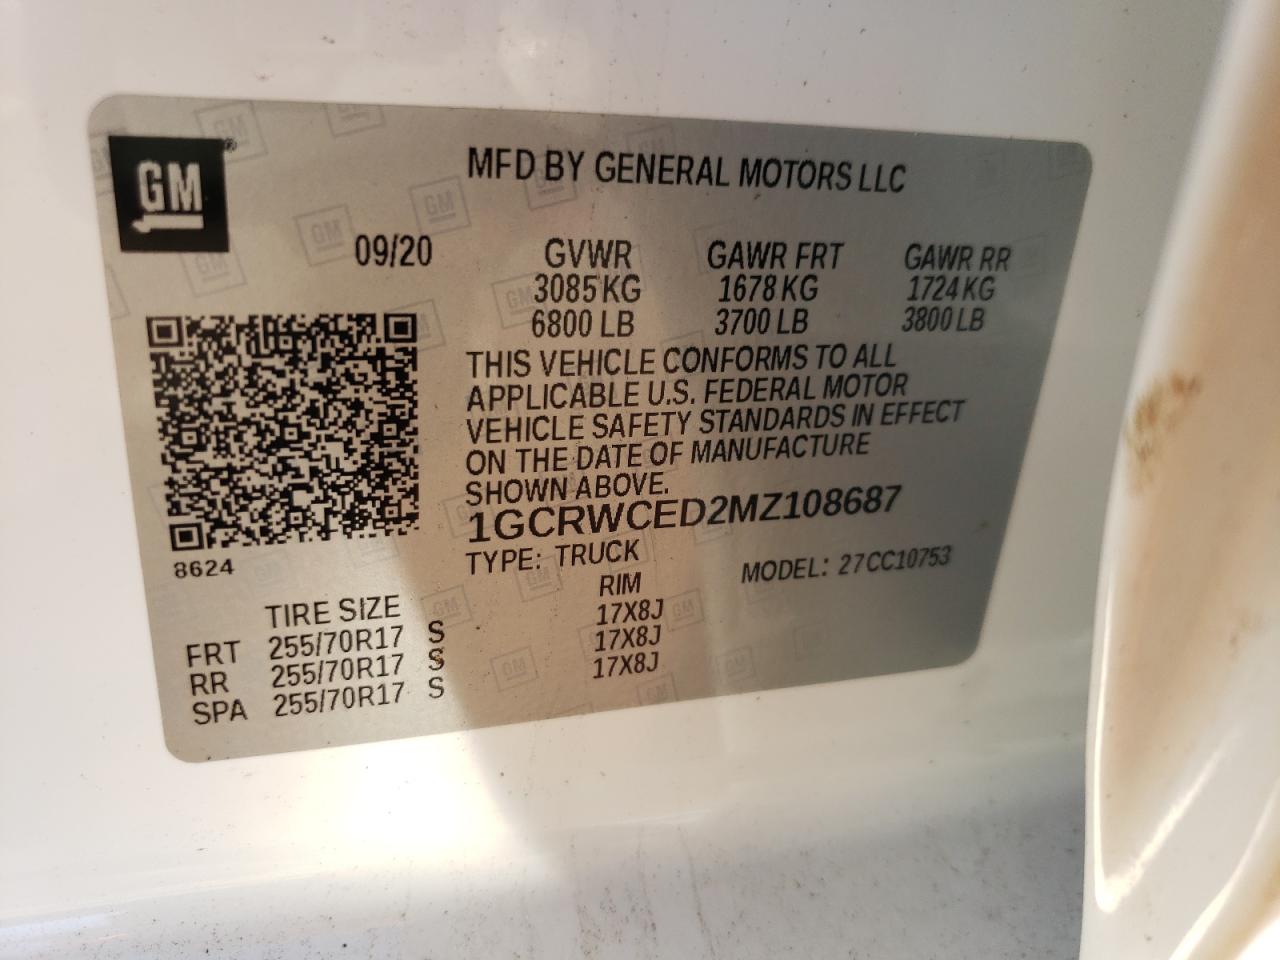 GM®
MFD BY GENERAL MOTORS LLC
09/20 GVWR GAWR FRT GAWR RR
3085 KG 1678 KG 1724 KG
6800 LB 3700 LB 3800 LB
THIS VEHICLE CONFORMS TO ALL
APPLICABLE U.S. FEDERAL MOTOR
VEHICLE SAFETY STANDARDS IN EFFECT
ON THE DATE OF MANUFACTURE
SHOWN ABOVE.
1GCRWCED2MZ108687
TYPE: TRUCK MODEL: 27CC10753
8624
TIRE SIZE RIM
FRT 255/70R17 S 17X8J
RR 255/70R17 S 17X8J
SPA 255/70R17 S 17X8J